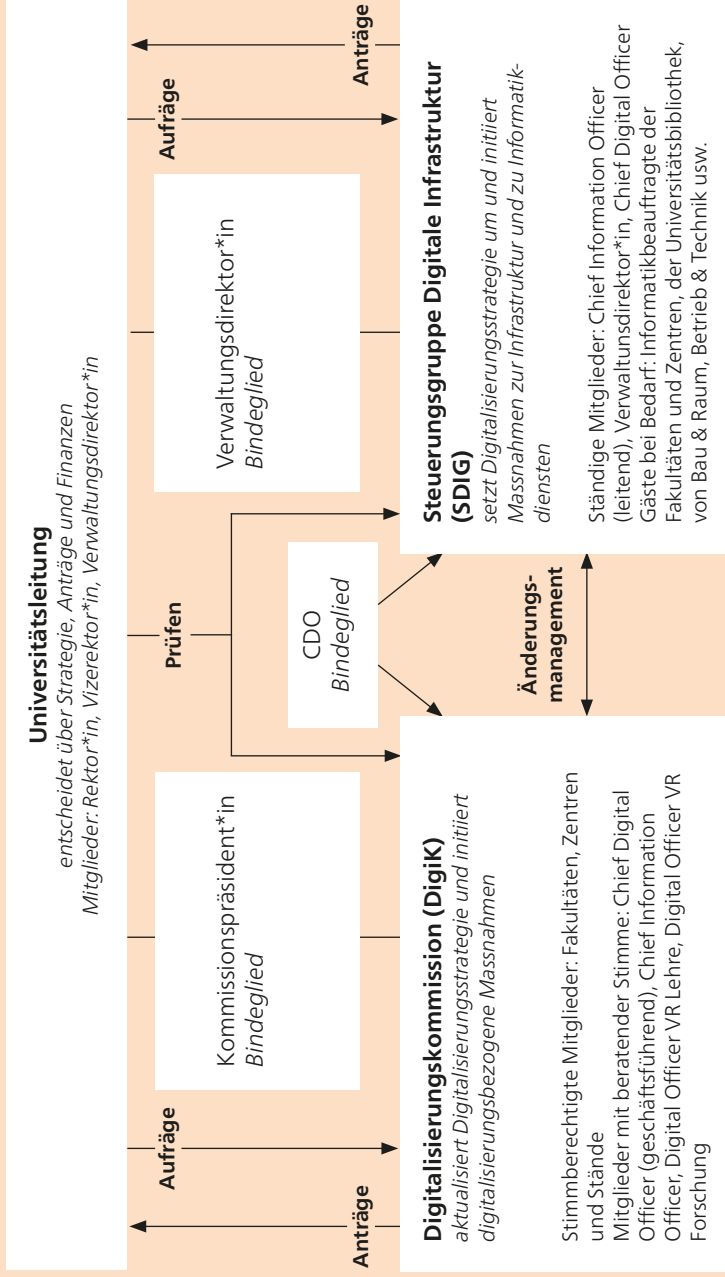 Universitätsleitung
entscheidet über Strategie, Anträge und Finanzen
Mitglieder: Rektor*in, Vizerektor*in, Verwaltungsdirektor*in
Anträge
Aufräge
Kommissionspräsident*in
Bindeglied
Prüfen
CDO
Bindeglied
Verwaltungsdirektor*in
Bindeglied
Aufräge
Anträge
Digitalisierungskommission (DigiK)
aktualisiert Digitalisierungsstrategie und initiiert
digitalisierungsbezogene Massnahmen
Stimmberechtigte Mitglieder: Fakultäten, Zentren
und Stände
Mitglieder mit beratender Stimme: Chief Digital
Officer (geschäftsführend), Chief Information
Officer, Digital Officer VR Lehre, Digital Officer VR
Forschung
Änderungs-
management
Steuerungsgruppe Digitale Infrastruktur
(SDIG)
setzt Digitalisierungsstrategie um und initiiert
Massnahmen zur Infrastruktur und zu Informatik-
diensten
Ständige Mitglieder: Chief Information Officer
(leitend), Verwaltunsdirektor*in, Chief Digital Officer
Gäste bei Bedarf: Informatikbeauftragte der
Fakultäten und Zentren, der Universitätsbibliothek,
von Bau & Raum, Betrieb & Technik usw.